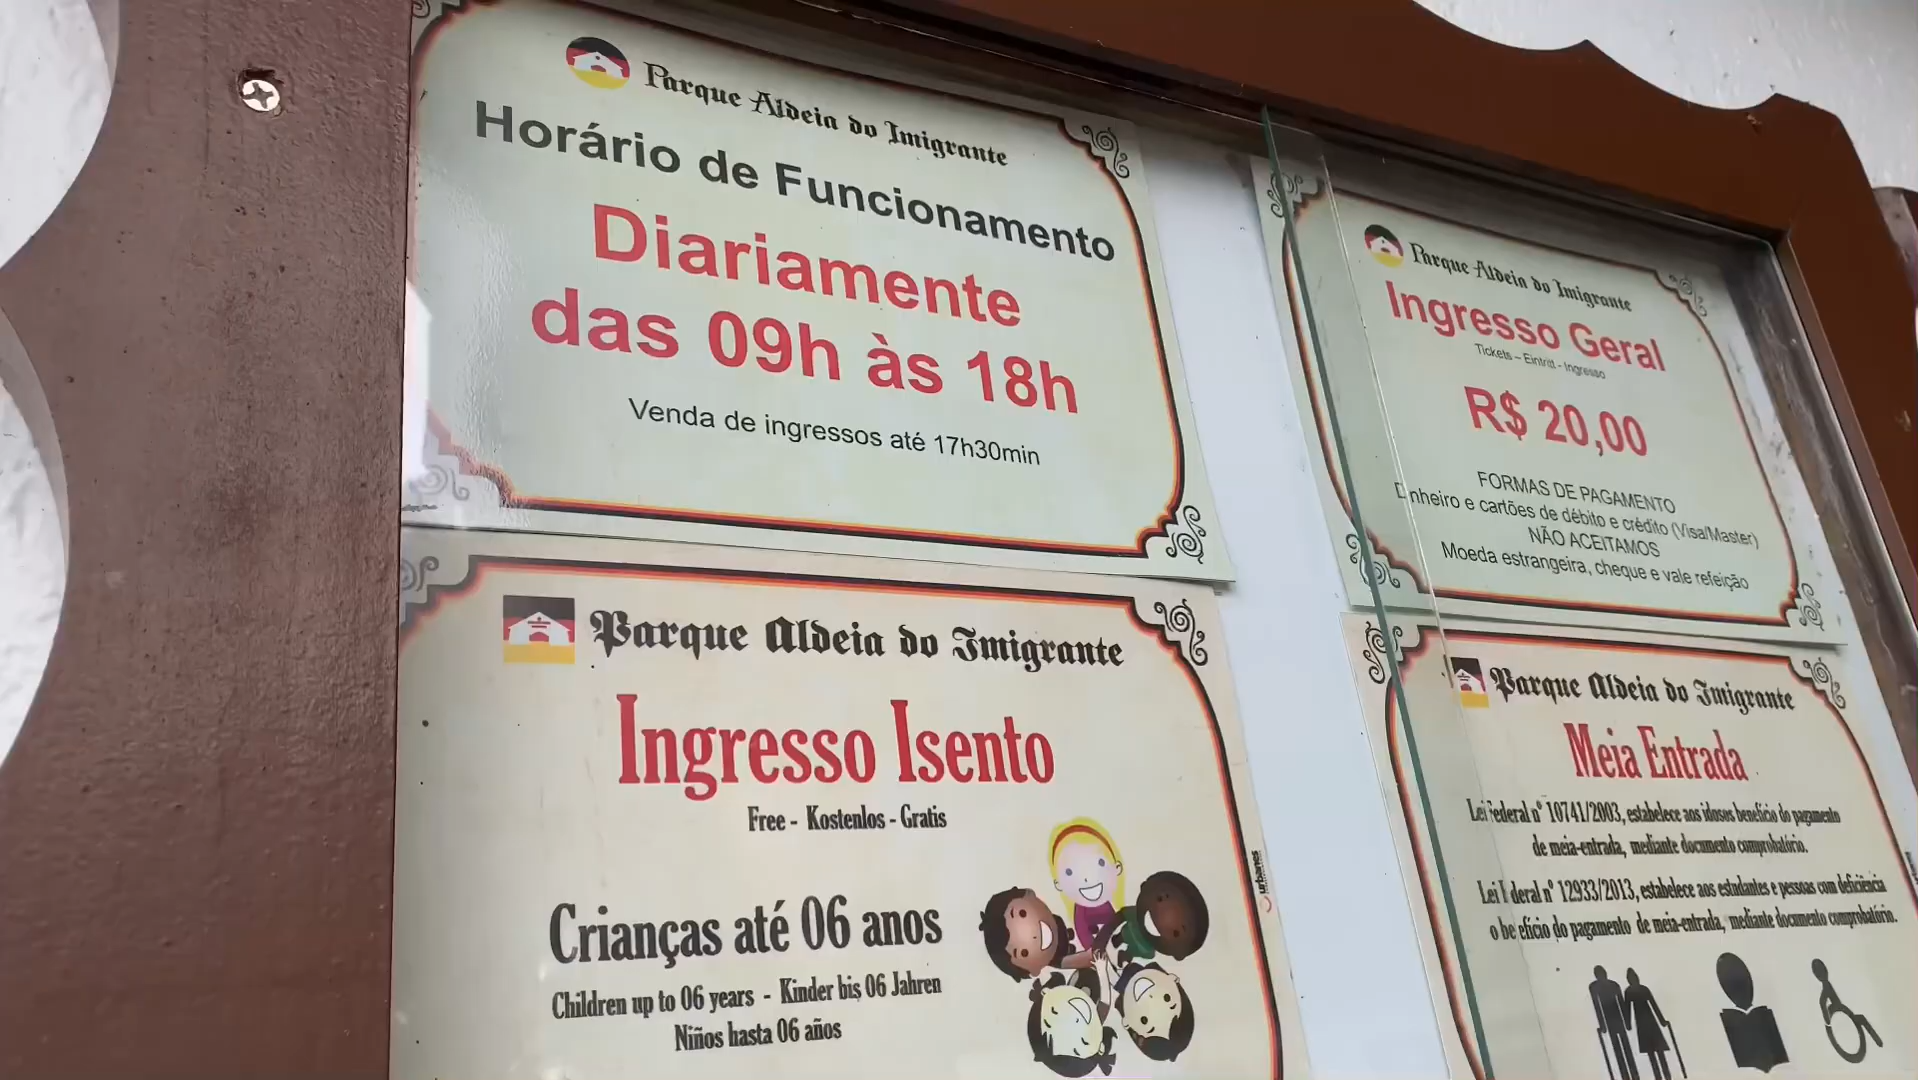 Parque Aldeia do Imigrante
Horário de Funcionamento
Diariamente
das 09h às 18h
Venda de ingressos até 17h30min
Parque Aldeia do Imigrante
Ingresso Geral
Tickets - Eintritt - Ingresso
R$ 20,00
FORMAS DE PAGAMENTO
Dinheiro e cartões de débito e crédito (Visa/Master)
NÃO ACEITAMOS
Moeda estrangeira, cheque e vale refeição
Parque Aldeia do Imigrante
Ingresso Isento
Free - Kostenlos - Gratis
Crianças até 06 anos
Children up to 06 years - Kinder bis 06 Jahren
Niños hasta 06 años
urbanes
Parque Aldeia do Imigrante
Meia Entrada
Lei Federal nº 10741/2003, estabelece aos idosos benefício do pagamento
de meia-entrada, mediante documento comprobatório.
Lei Federal nº 12933/2013, estabelece aos estudantes e pessoas com deficiência
o benefício do pagamento de meia-entrada, mediante documento comprobatório.